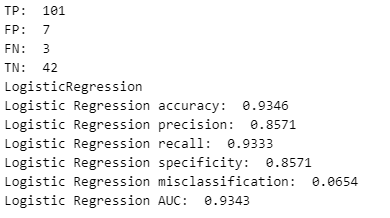 TP:  101
FP:  7
FN:  3
TN:  42
LogisticRegression
Logistic Regression accuracy:  0.9346
Logistic Regression precision:  0.8571
Logistic Regression recall:  0.9333
Logistic Regression specificity:  0.8571
Logistic Regression misclassification:  0.0654
Logistic Regression AUC:  0.9343